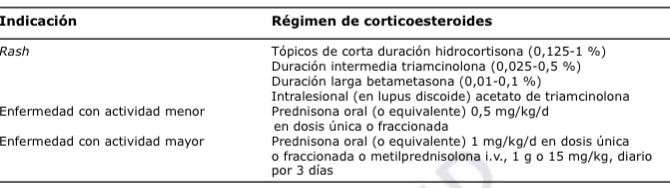 Indicación Régimen de corticoesteroides
Rash Tópicos de corta duración hidrocortisona (0,125-1 %)
Duración intermedia triamcinolona (0,025-0,5 %)
Duración larga betametasona (0,01-0,1 %)
Intralesional (en lupus discoide) acetato de triamcinolona
Enfermedad con actividad menor Prednisona oral (o equivalente) 0,5 mg/kg/d
en dosis única o fraccionada
Enfermedad con actividad mayor Prednisona oral (o equivalente) 1 mg/kg/d en dosis única
o fraccionada o metilprednisolona i.v., 1 g o 15 mg/kg, diario
por 3 días